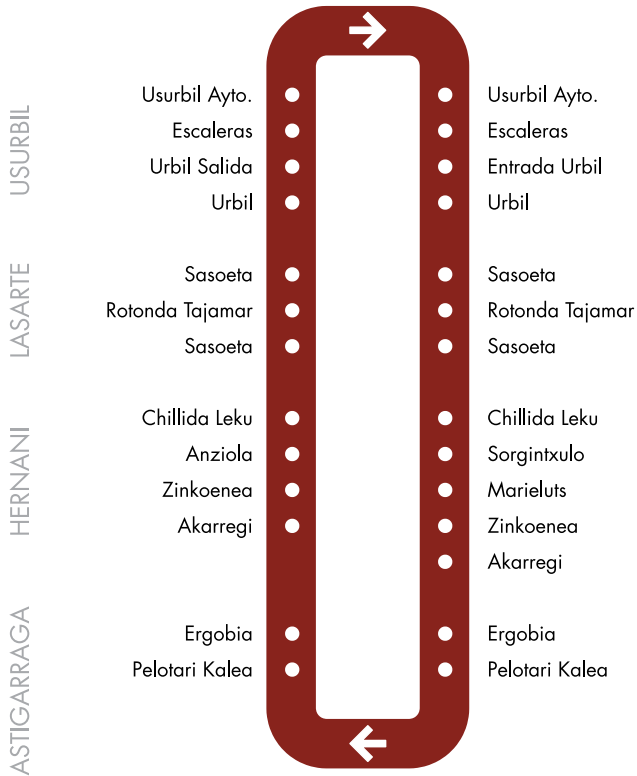 USURBIL
Usurbil Ayto.
Escaleras
Urbil Salida
Urbil
Usurbil Ayto.
Escaleras
Entrada Urbil
Urbil
LASARTE
Sasoeta
Rotonda Tajamar
Sasoeta
Sasoeta
Rotonda Tajamar
Sasoeta
HERNANI
Chillida Leku
Anziola
Zinkoenea
Akarregi
Chillida Leku
Sorgintxulo
Marieluts
Zinkoenea
Akarregi
ASTIGARRAGA
Ergobia
Pelotari Kalea
Ergobia
Pelotari Kalea